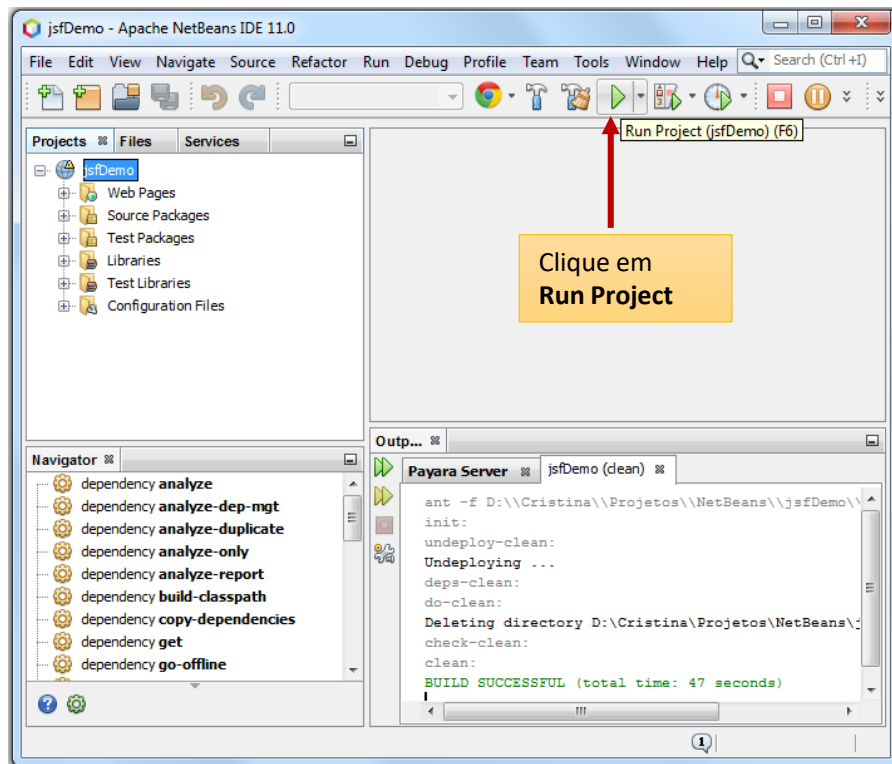 jsfDemo - Apache NetBeans IDE 11.0
File Edit View Navigate Source Refactor Run Debug Profile Team Tools Window Help Search (Ctrl+I)
Run Project (jsfDemo) (F6)
Projects Files Services
jsfDemo
Web Pages
Source Packages
Test Packages
Libraries
Test Libraries
Configuration Files
Clique em
Run Project
Navigator
dependency analyze
dependency analyze-dep-mgt
dependency analyze-duplicate
dependency analyze-only
dependency analyze-report
dependency build-classpath
dependency copy-dependencies
dependency get
dependency go-offline
Outp...
Payara Server jsfDemo (clean)
ant -f D:\\Cristina\\Projetos\\NetBeans\\jsfDemo\\
init:
undeploy-clean:
Undeploying ...
deps-clean:
do-clean:
Deleting directory D:\Cristina\Projetos\NetBeans\j
check-clean:
clean:
BUILD SUCCESSFUL (total time: 47 seconds)
1